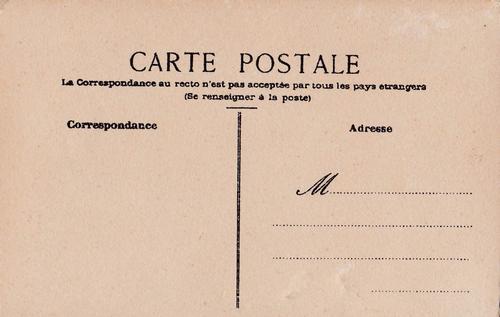 CARTE POSTALE
La Correspondance au recto n'est pas acceptée par tous les pays étrangers
(Se renseigner à la poste)
Correspondance
Adresse
M